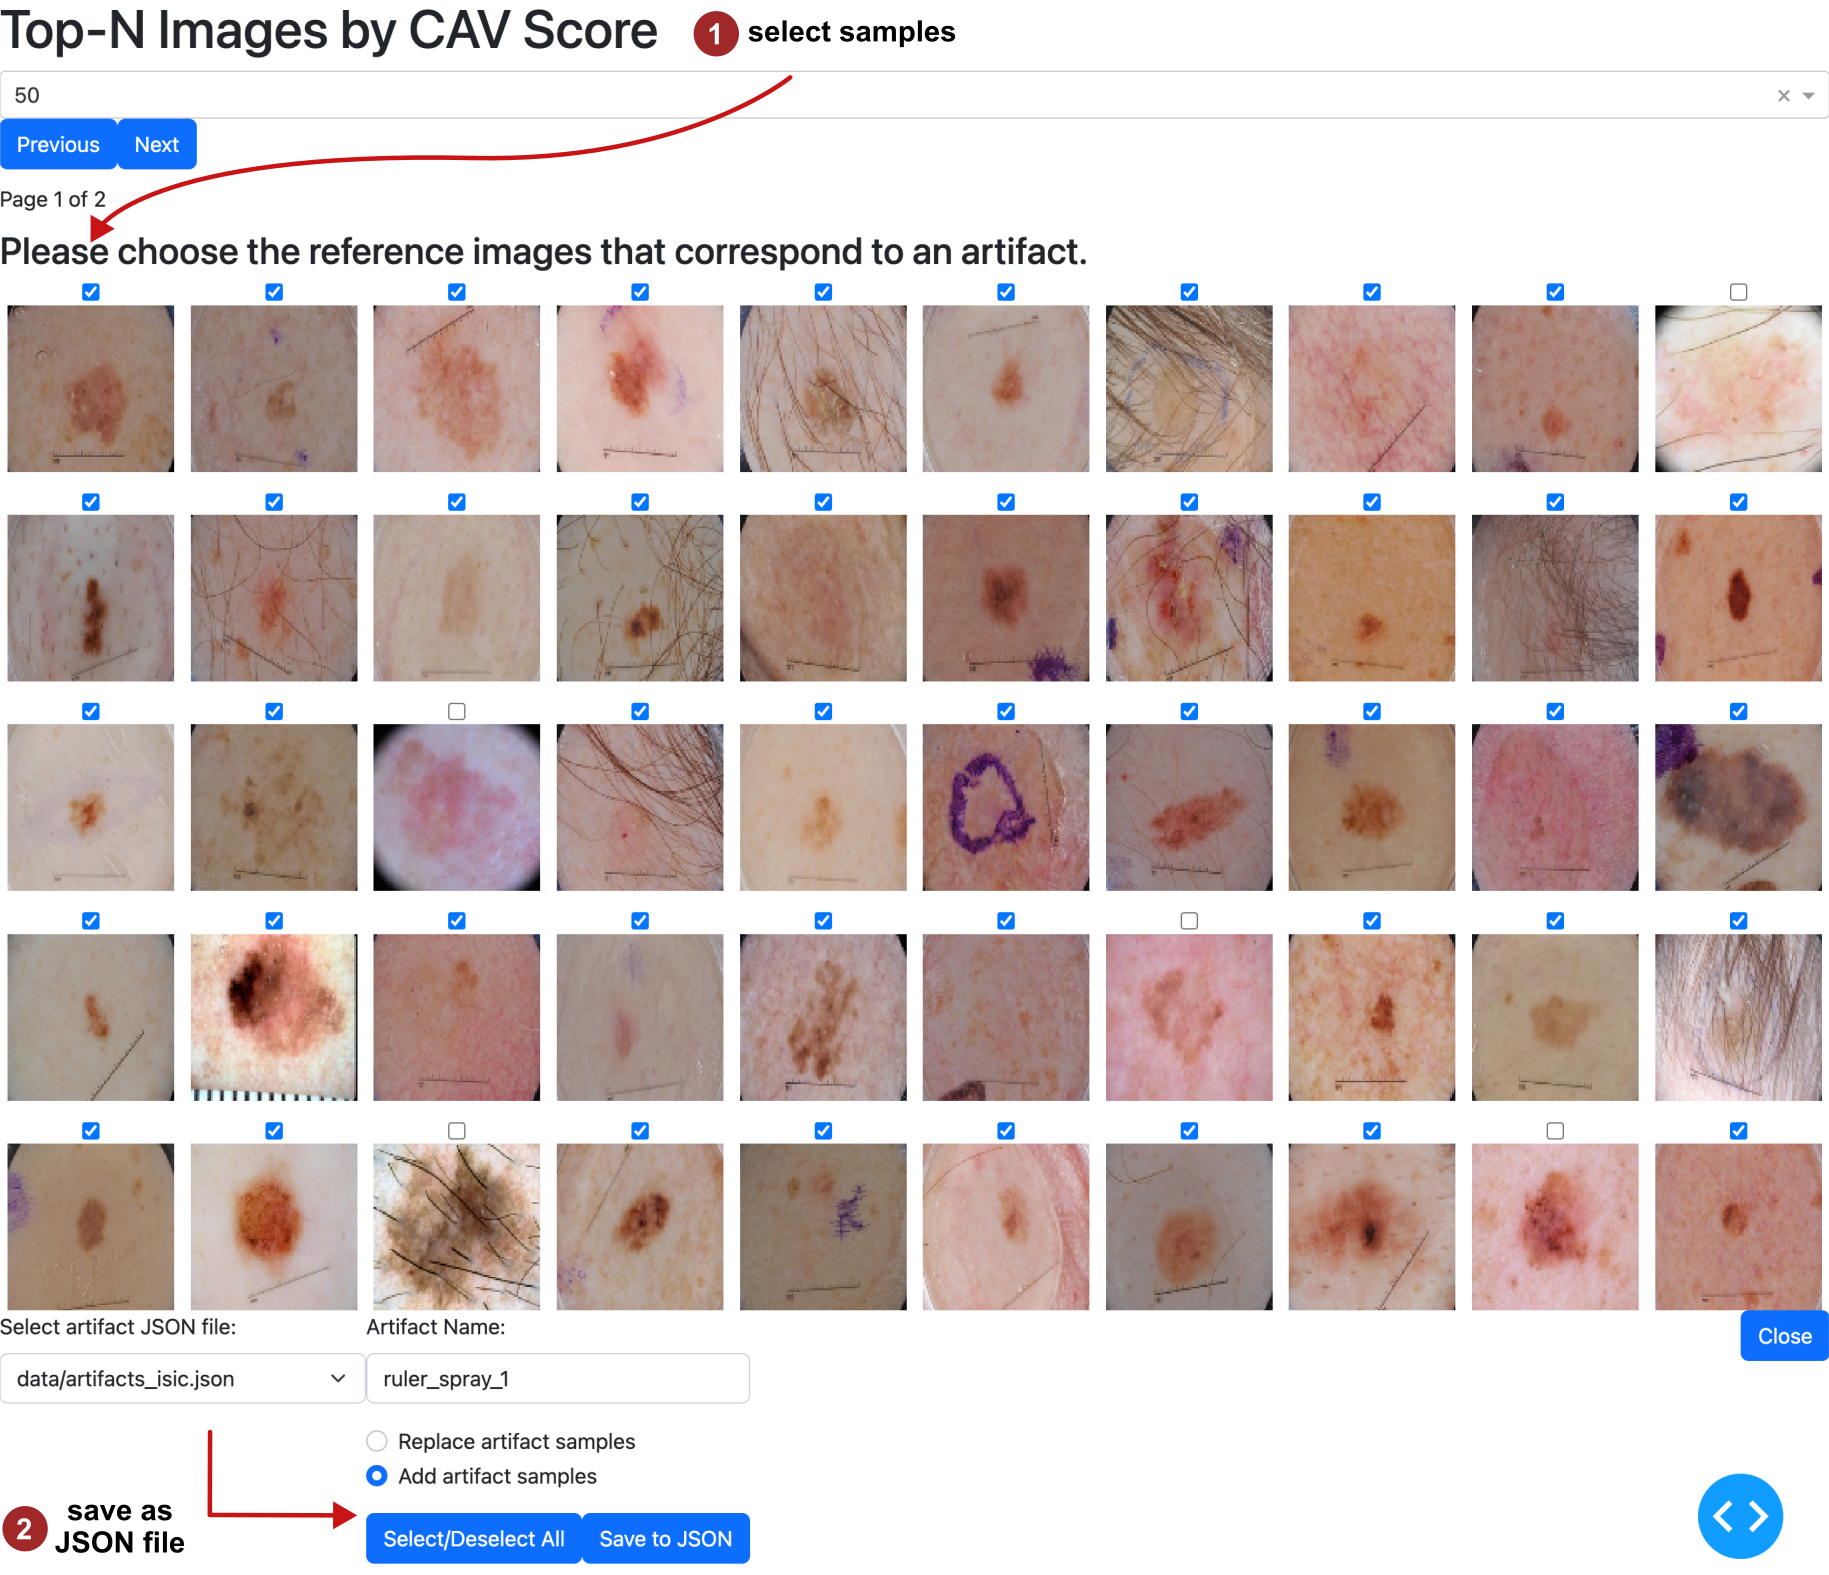 Top-N Images by CAV Score
1 select samples
50
Previous Next
Page 1 of 2
Please choose the reference images that correspond to an artifact.
Select artifact JSON file:
Artifact Name:
Close
data/artifacts_isic.json
ruler_spray_1
Replace artifact samples
Add artifact samples
2 save as
JSON file
Select/Deselect All
Save to JSON